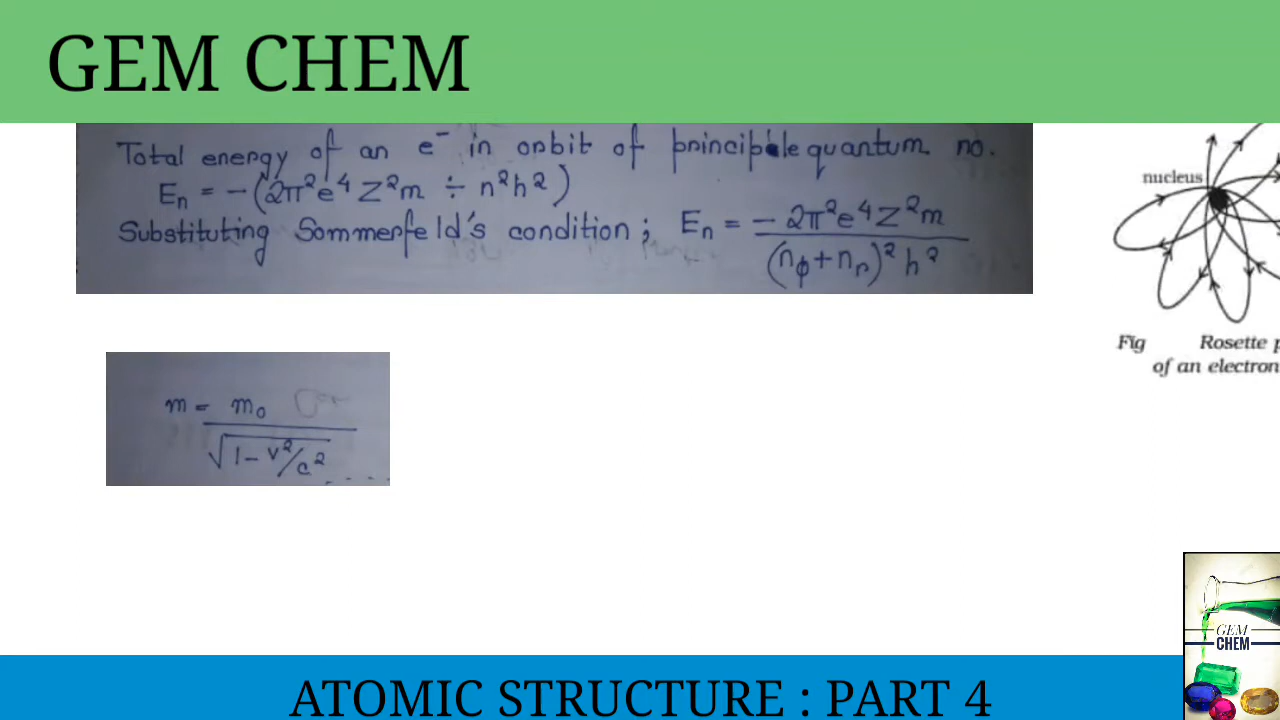 GEM CHEM
Total energy of an e⁻ in orbit of principle quantum no.
Eₙ = -(2π²e⁴Z²m ÷ n²h²)
Substituting Sommerfeld's condition ; Eₙ = -2π²e⁴Z²m / (nϕ+nr)²h²
nucleus
Fig Rosette p
of an electron
m = m₀ / √1-v²/c²
GEM
CHEM
ATOMIC STRUCTURE : PART 4